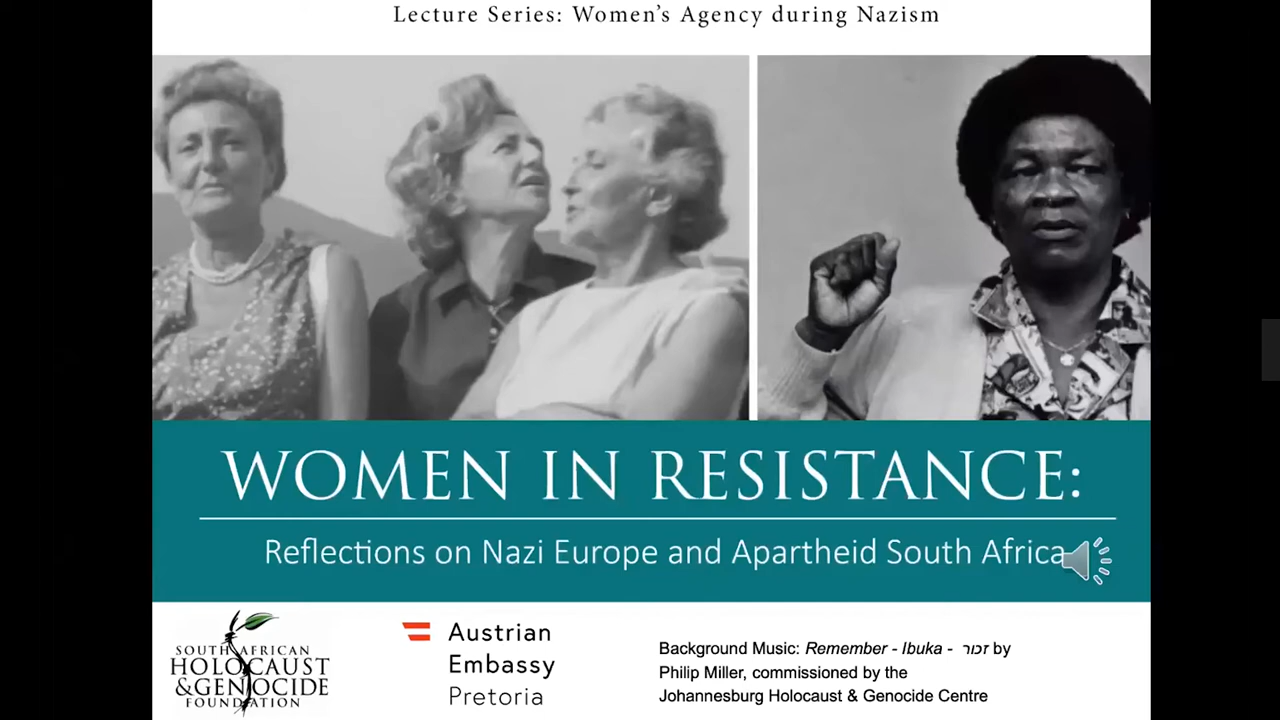 Lecture Series: Women's Agency during Nazism
WOMEN IN RESISTANCE:
Reflections on Nazi Europe and Apartheid South Africa
SOUTH AFRICAN
HOLOCAUST
& GENOCIDE
FOUNDATION
Austrian
Embassy
Pretoria
Background Music: Remember - Ibuka - זכור by
Philip Miller, commissioned by the
Johannesburg Holocaust & Genocide Centre